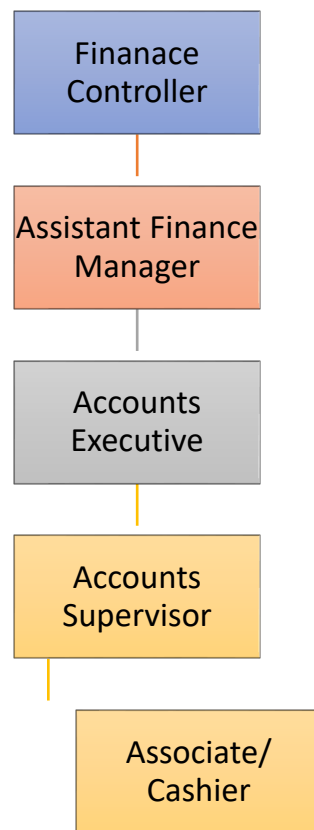 Finanace
Controller
Assistant Finance
Manager
Accounts
Executive
Accounts
Supervisor
Associate/
Cashier